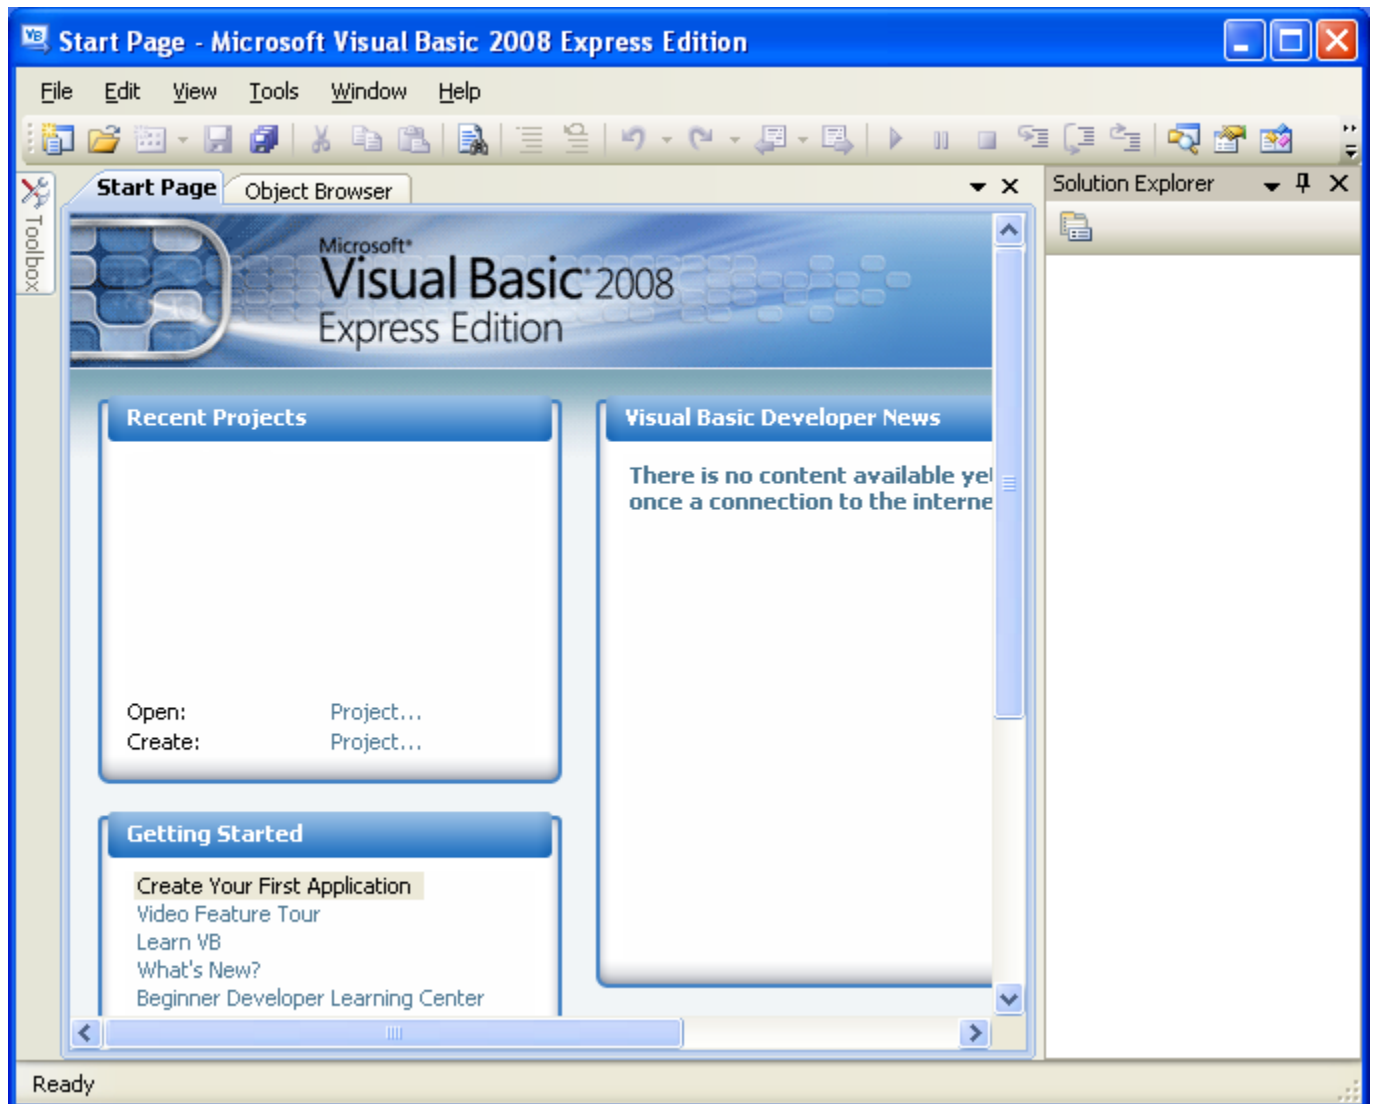 Start Page - Microsoft Visual Basic 2008 Express Edition
File Edit View Tools Window Help
Toolbox
Start Page Object Browser
Solution Explorer
Microsoft®
Visual Basic® 2008
Express Edition
Recent Projects
Open: Project...
Create: Project...
Getting Started
Create Your First Application
Video Feature Tour
Learn VB
What's New?
Beginner Developer Learning Center
Visual Basic Developer News
There is no content available yet
once a connection to the interne
Ready